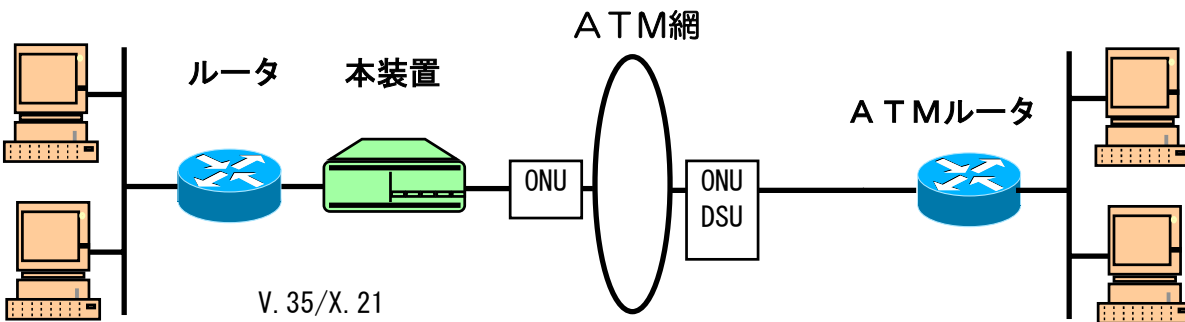 ATM網
ルータ
本装置
ATMルータ
ONU
ONU
DSU
V.35/X.21